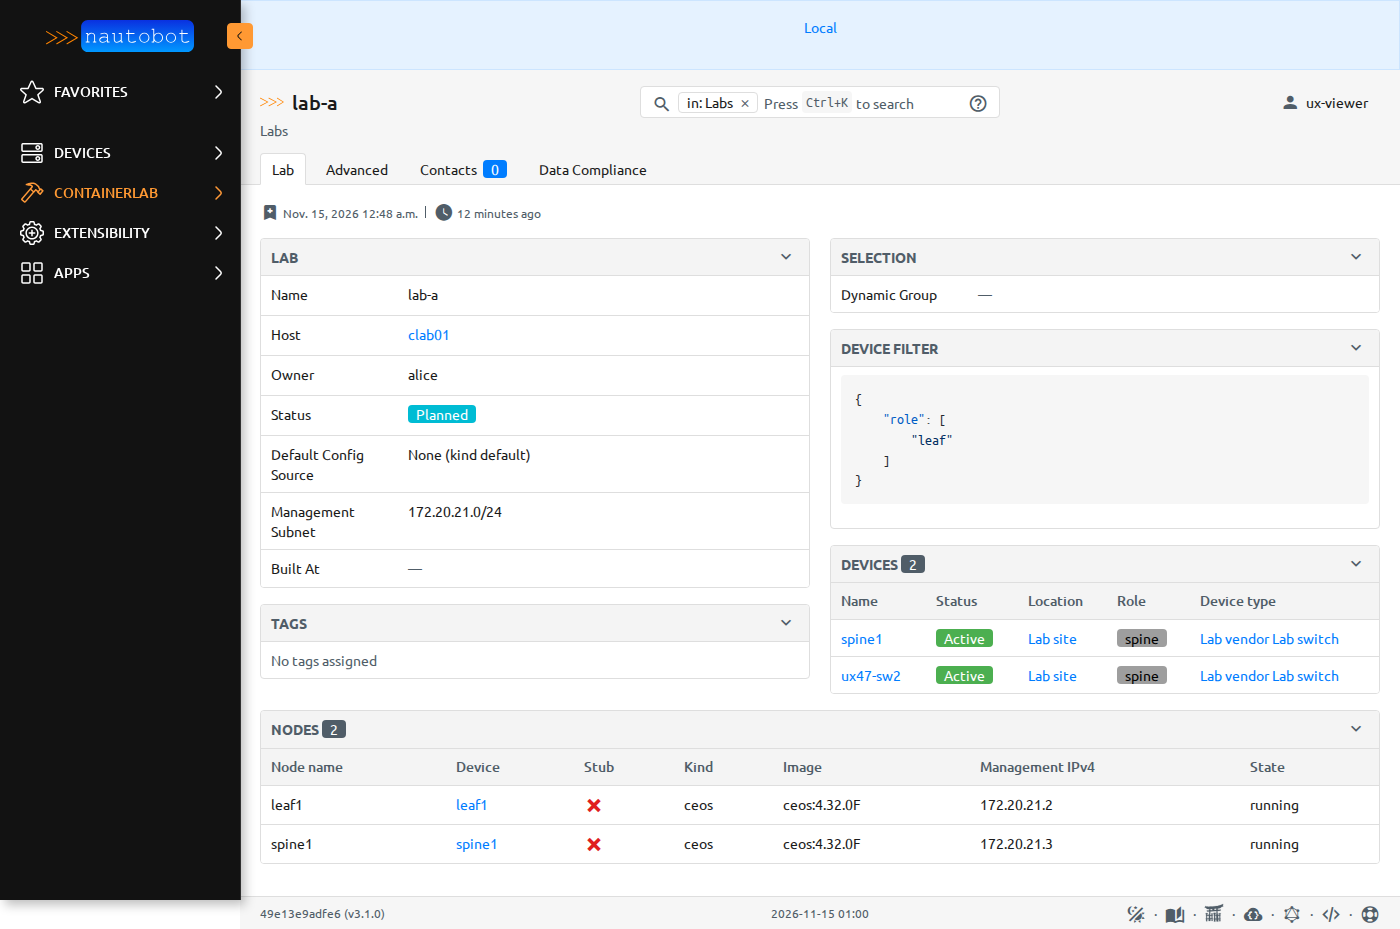 nautobot
FAVORITES
DEVICES
CONTAINERLAB
EXTENSIBILITY
APPS
Local
lab-a
in: Labs × Press Ctrl+K to search
ux-viewer
Labs
Lab Advanced Contacts 0 Data Compliance
Nov. 15, 2026 12:48 a.m. 12 minutes ago
LAB
Name lab-a
Host clab01
Owner alice
Status Planned
Default Config Source None (kind default)
Management Subnet 172.20.21.0/24
Built At —
TAGS
No tags assigned
SELECTION
Dynamic Group —
DEVICE FILTER
{
"role": [
"leaf"
]
}
DEVICES 2
Name Status Location Role Device type
spine1 Active Lab site spine Lab vendor Lab switch
ux47-sw2 Active Lab site spine Lab vendor Lab switch
NODES 2
Node name Device Stub Kind Image Management IPv4 State
leaf1 leaf1 ceos ceos:4.32.0F 172.20.21.2 running
spine1 spine1 ceos ceos:4.32.0F 172.20.21.3 running
49e13e9adfe6 (v3.1.0) 2026-11-15 01:00